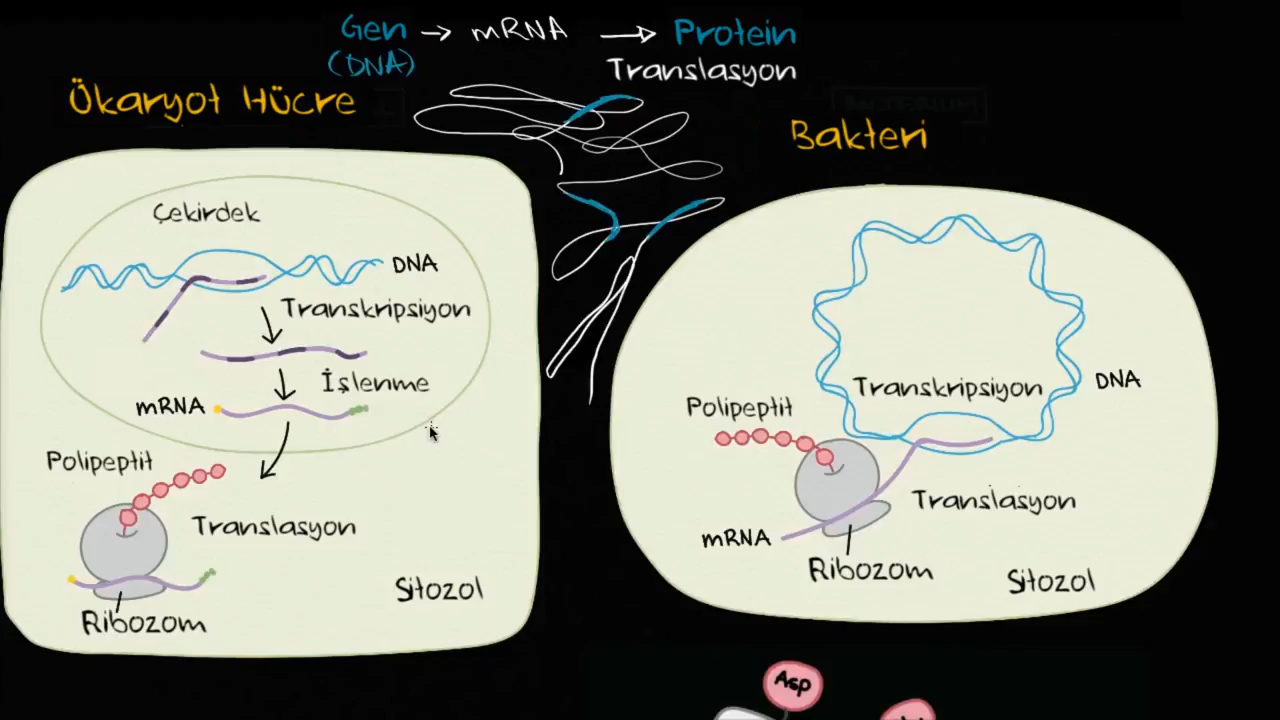 Gen → mRNA → Protein
(DNA)
Translasyon
Ökaryot Hücre
Bakteri
Çekirdek
DNA
Transkripsiyon
İşlenme
mRNA
Polipeptit
Translasyon
Sitozol
Ribozom
Transkripsiyon
DNA
Polipeptit
Translasyon
mRNA
Ribozom
Sitozol
Asp